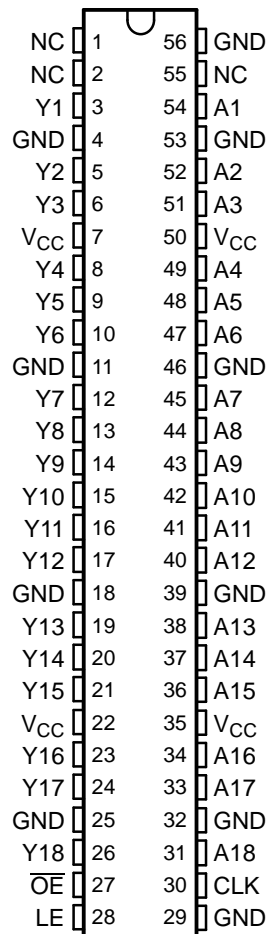 NC 1 56 GND
NC 2 55 NC
Y1 3 54 A1
GND 4 53 GND
Y2 5 52 A2
Y3 6 51 A3
VCC 7 50 VCC
Y4 8 49 A4
Y5 9 48 A5
Y6 10 47 A6
GND 11 46 GND
Y7 12 45 A7
Y8 13 44 A8
Y9 14 43 A9
Y10 15 42 A10
Y11 16 41 A11
Y12 17 40 A12
GND 18 39 GND
Y13 19 38 A13
Y14 20 37 A14
Y15 21 36 A15
VCC 22 35 VCC
Y16 23 34 A16
Y17 24 33 A17
GND 25 32 GND
Y18 26 31 A18
O̅E̅ 27 30 CLK
LE 28 29 GND